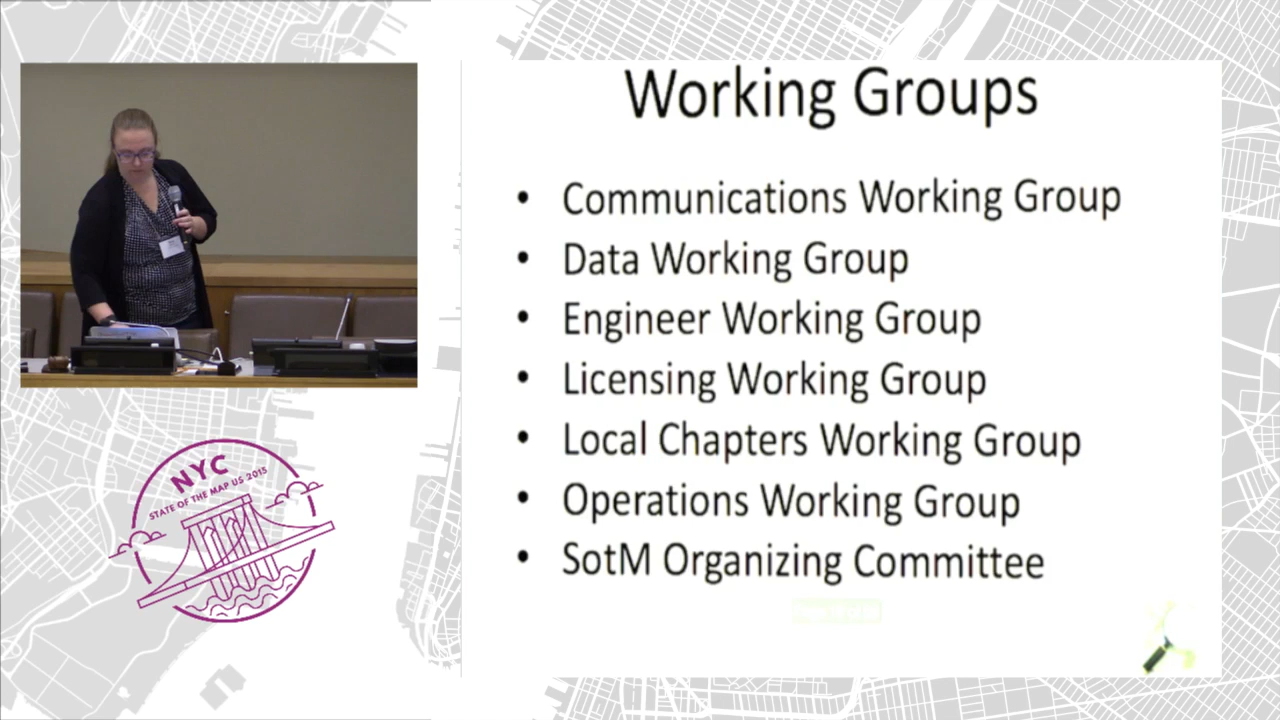 Working Groups
• Communications Working Group
• Data Working Group
• Engineer Working Group
• Licensing Working Group
• Local Chapters Working Group
• Operations Working Group
• SotM Organizing Committee
NYC
STATE OF THE MAP US 2015